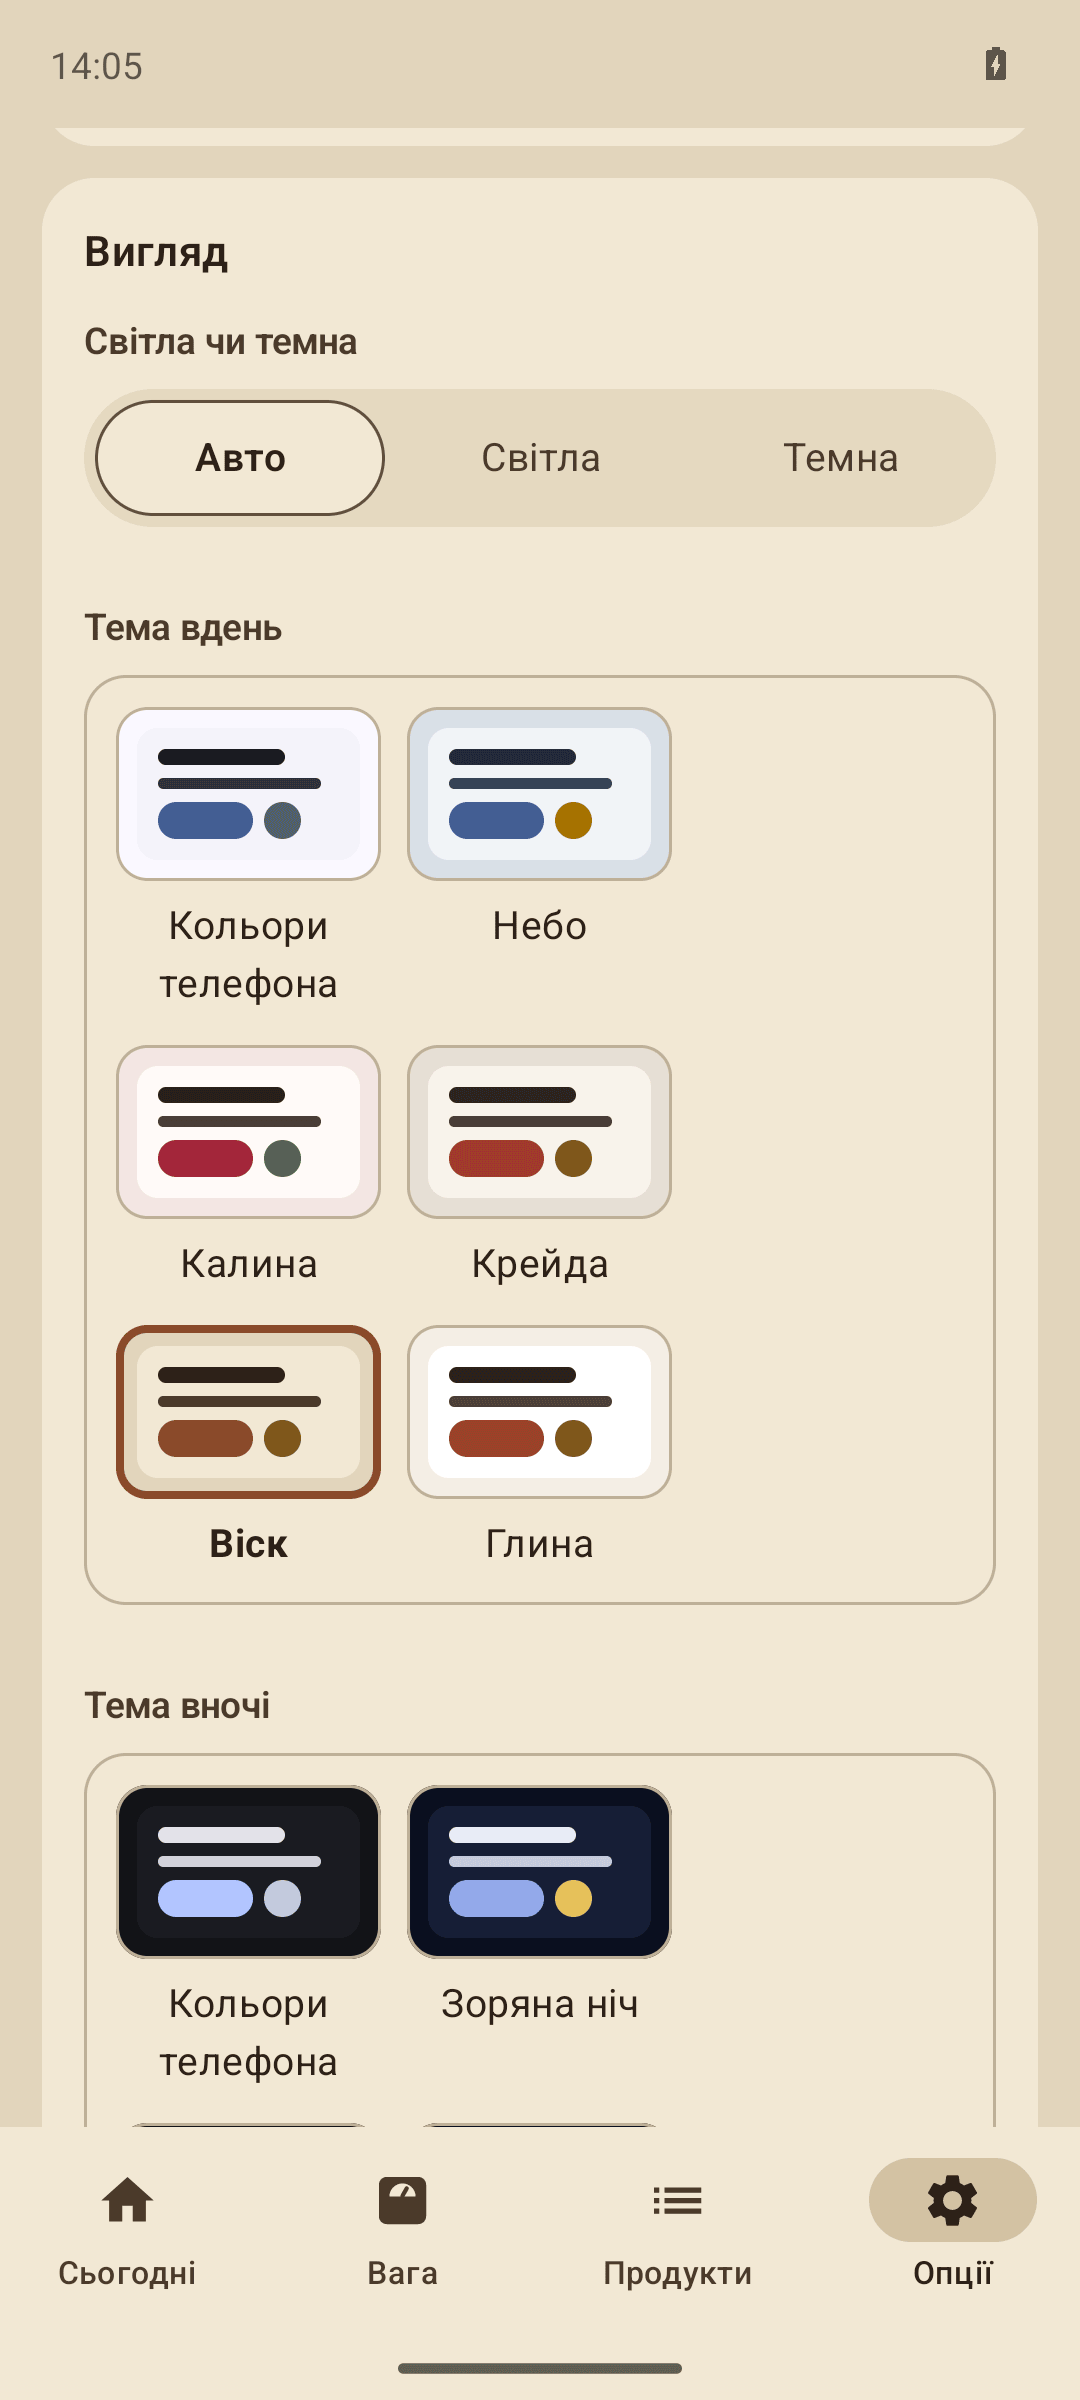 14:05
Вигляд
Світла чи темна
Авто
Світла
Темна
Тема вдень
Кольори
телефона
Небо
Калина
Крейда
Віск
Глина
Тема вночі
Кольори
телефона
Зоряна ніч
Сьогодні
Вага
Продукти
Опції